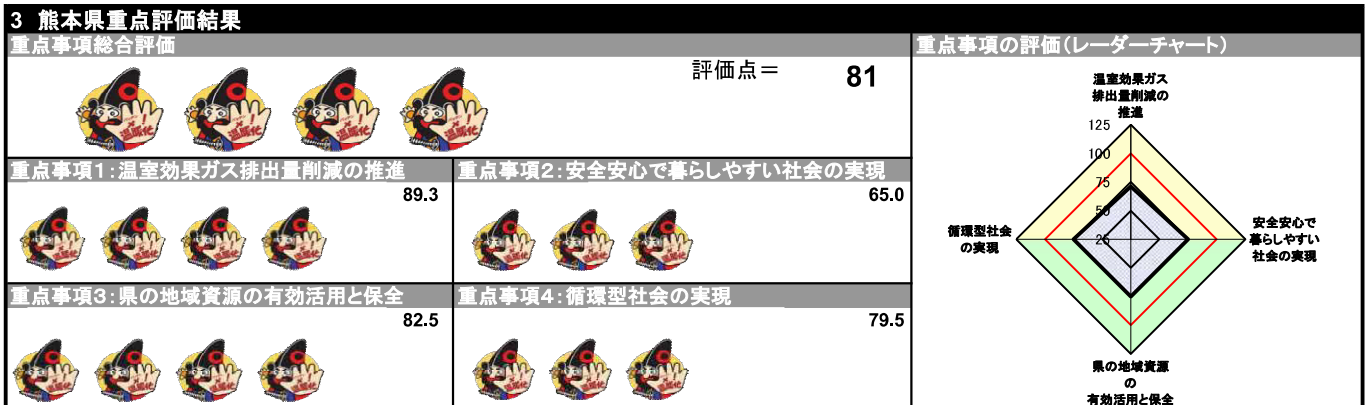 3 熊本県重点評価結果
重点事項総合評価
評価点＝ 81
重点事項1：温室効果ガス排出量削減の推進
89.3
重点事項2：安全安心で暮らしやすい社会の実現
65.0
重点事項3：県の地域資源の有効活用と保全
82.5
重点事項4：循環型社会の実現
79.5
重点事項の評価（レーダーチャート）
温室効果ガス
排出量削減の
推進
125
100
75
50
25
循環型社会
の実現
安全安心で
暮らしやすい
社会の実現
県の地域資源
の
有効活用と保全